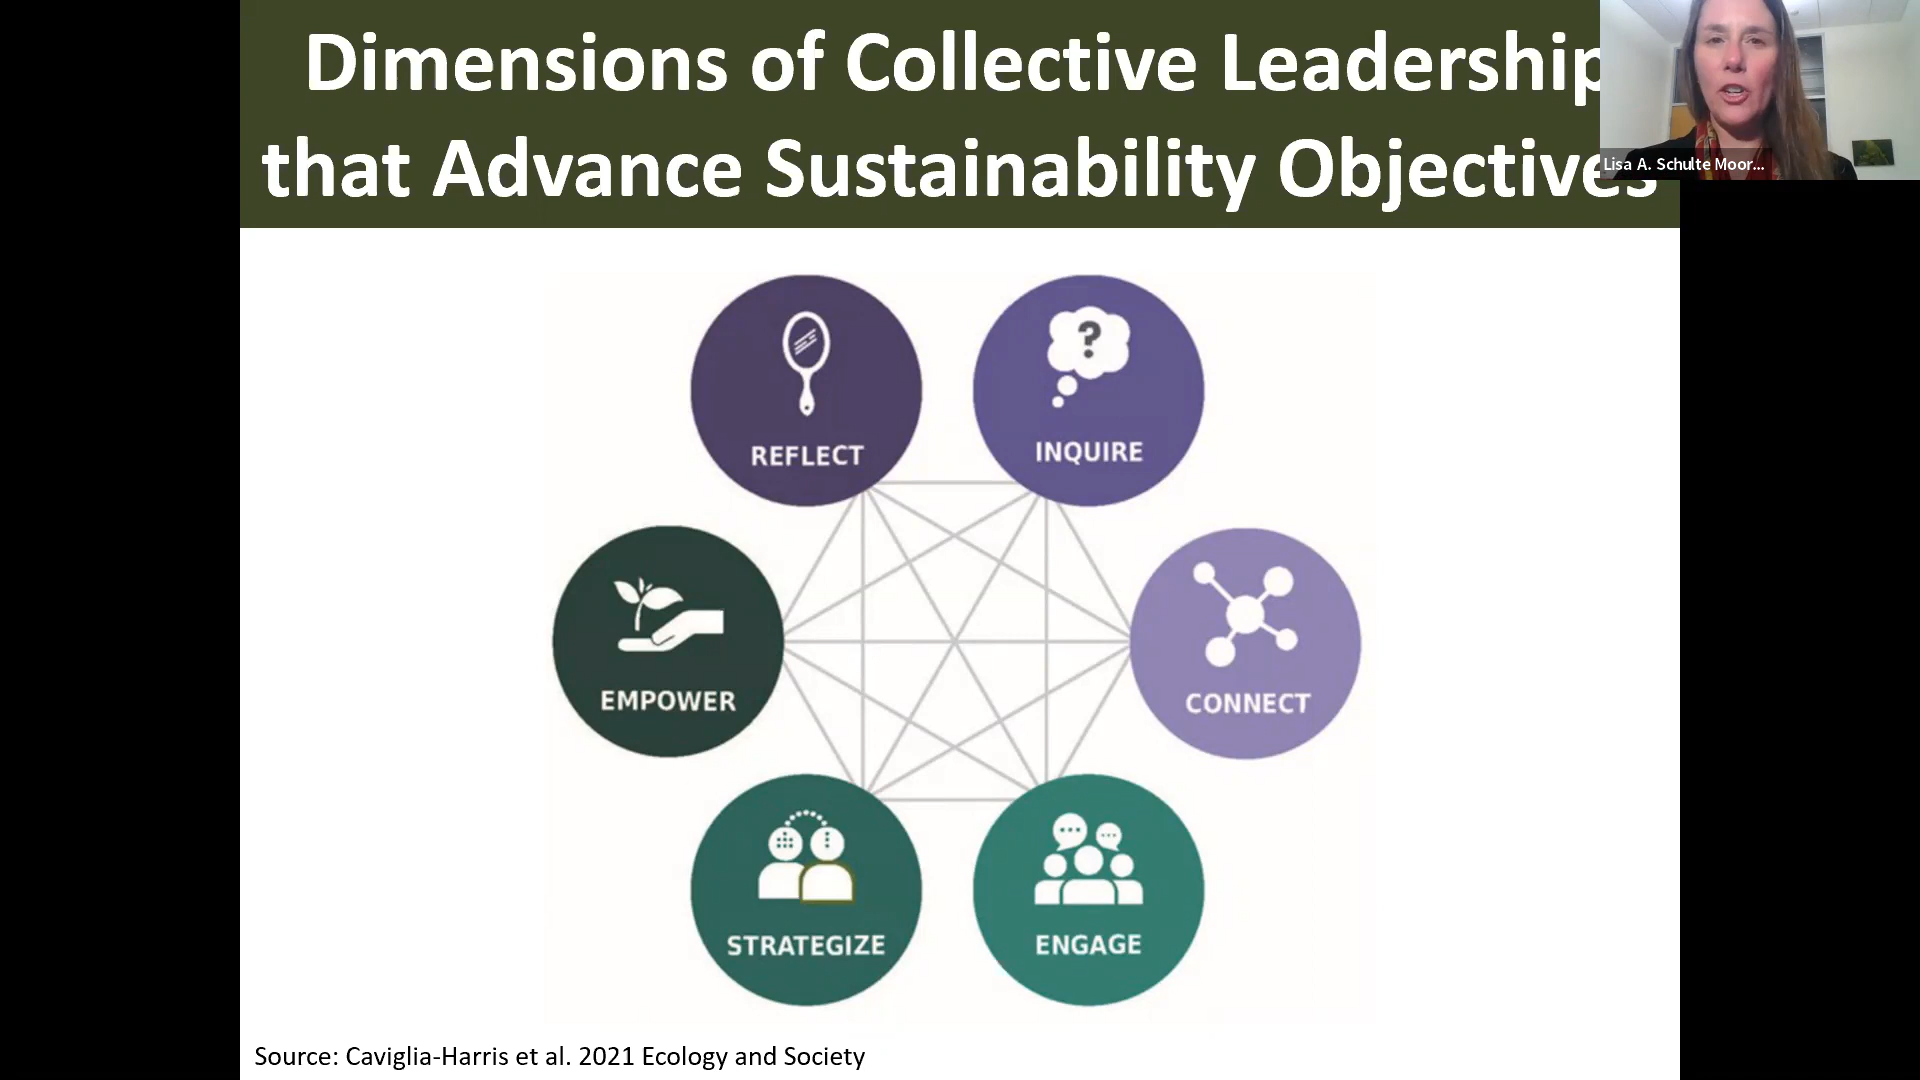 Dimensions of Collective Leadership
that Advance Sustainability Objectives
Lisa A. Schulte Moor...
?
REFLECT
INQUIRE
EMPOWER
CONNECT
STRATEGIZE
ENGAGE
Source: Caviglia-Harris et al. 2021 Ecology and Society